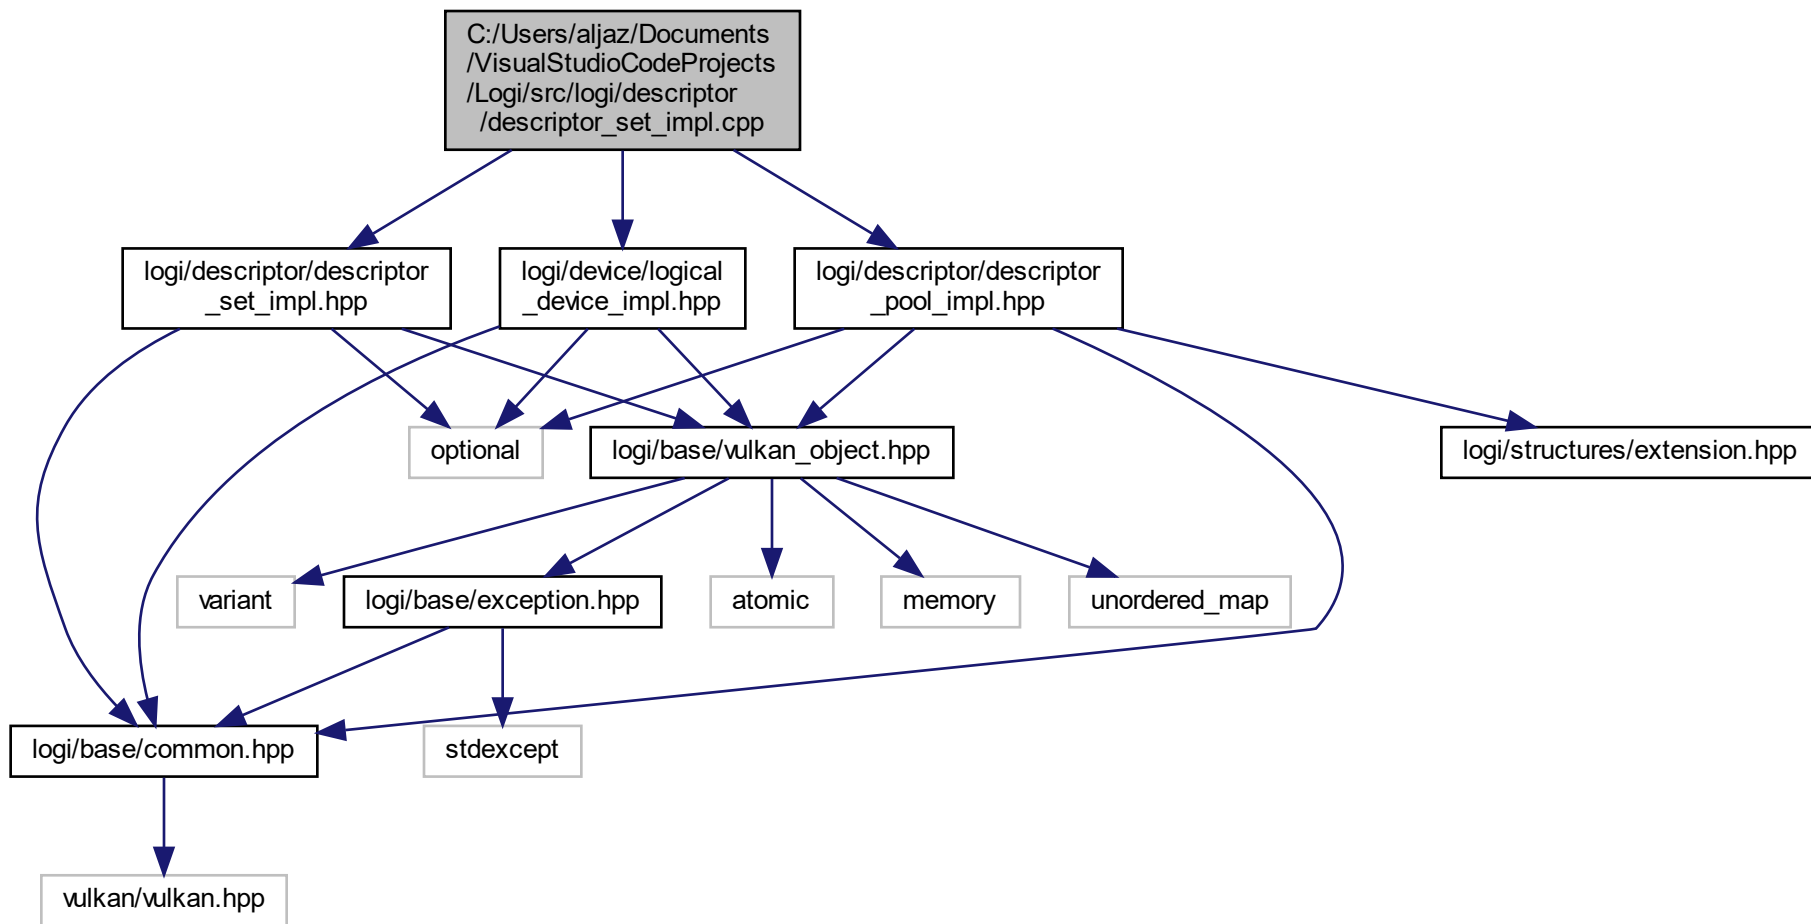 C:/Users/aljaz/Documents
/VisualStudioCodeProjects
/Logi/src/logi/descriptor
/descriptor_set_impl.cpp
logi/descriptor/descriptor
_set_impl.hpp
logi/device/logical
_device_impl.hpp
logi/descriptor/descriptor
_pool_impl.hpp
optional
logi/base/vulkan_object.hpp
logi/structures/extension.hpp
variant
logi/base/exception.hpp
atomic
memory
unordered_map
logi/base/common.hpp
stdexcept
vulkan/vulkan.hpp